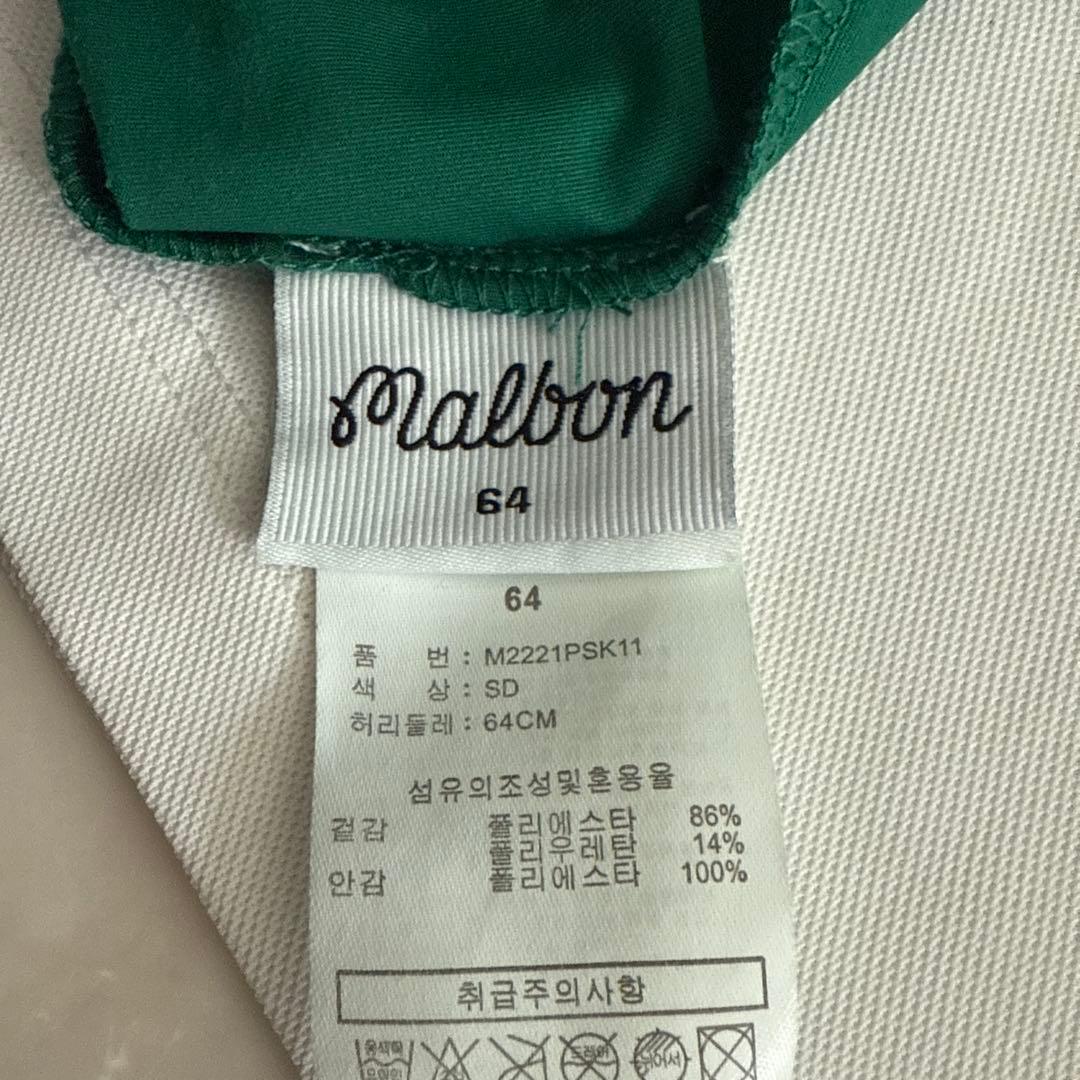 Malbon
64
64
품 번 : M2221PSK11
색 상 : SD
허리둘레 : 64CM
섬유의조성및혼용율
겉감 폴리에스타 86%
폴리우레탄 14%
안감 폴리에스타 100%
취급주의사항